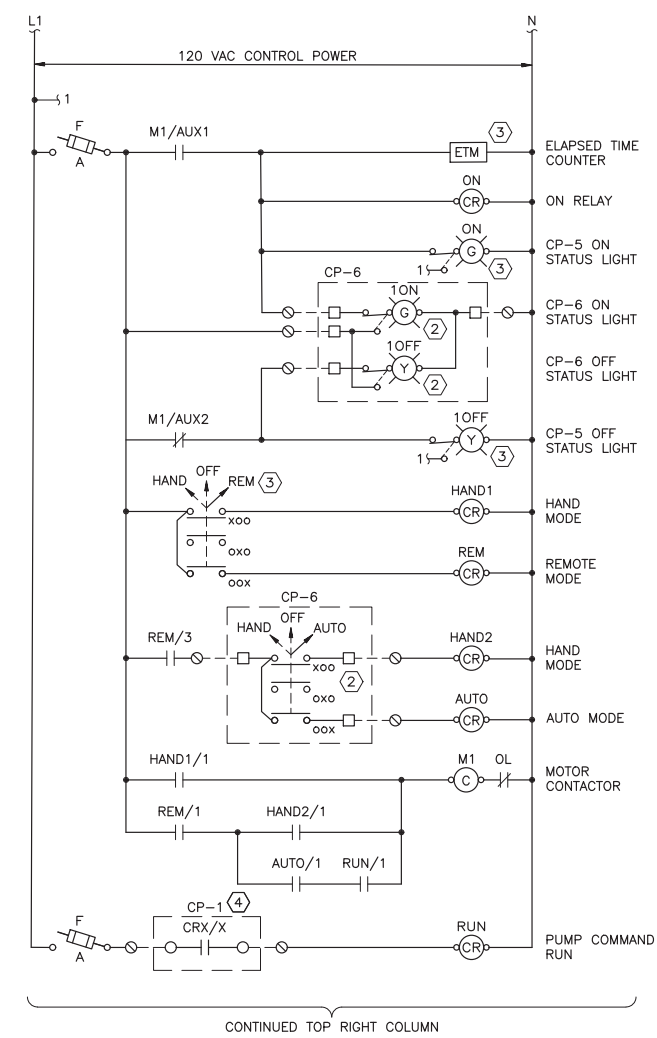 L1 N
120 VAC CONTROL POWER
1
F
A
M1/AUX1
ETM
3
ELAPSED TIME
COUNTER
ON
CR
ON RELAY
ON
G
1
3
CP-5 ON
STATUS LIGHT
CP-6
1ON
G
2
CP-6 ON
STATUS LIGHT
1OFF
Y
2
CP-6 OFF
STATUS LIGHT
M1/AUX2
1OFF
Y
1
3
CP-5 OFF
STATUS LIGHT
HAND OFF REM 3
XOO
OXO
OOX
HAND1
CR
HAND
MODE
REM
CR
REMOTE
MODE
REM/3
CP-6
HAND OFF AUTO
XOO
OXO
OOX
2
HAND2
CR
HAND
MODE
AUTO
CR
AUTO MODE
HAND1/1
M1
C
OL
MOTOR
CONTACTOR
REM/1 HAND2/1
AUTO/1 RUN/1
F
A
CP-1 4
CRX/X
RUN
CR
PUMP COMMAND
RUN
CONTINUED TOP RIGHT COLUMN